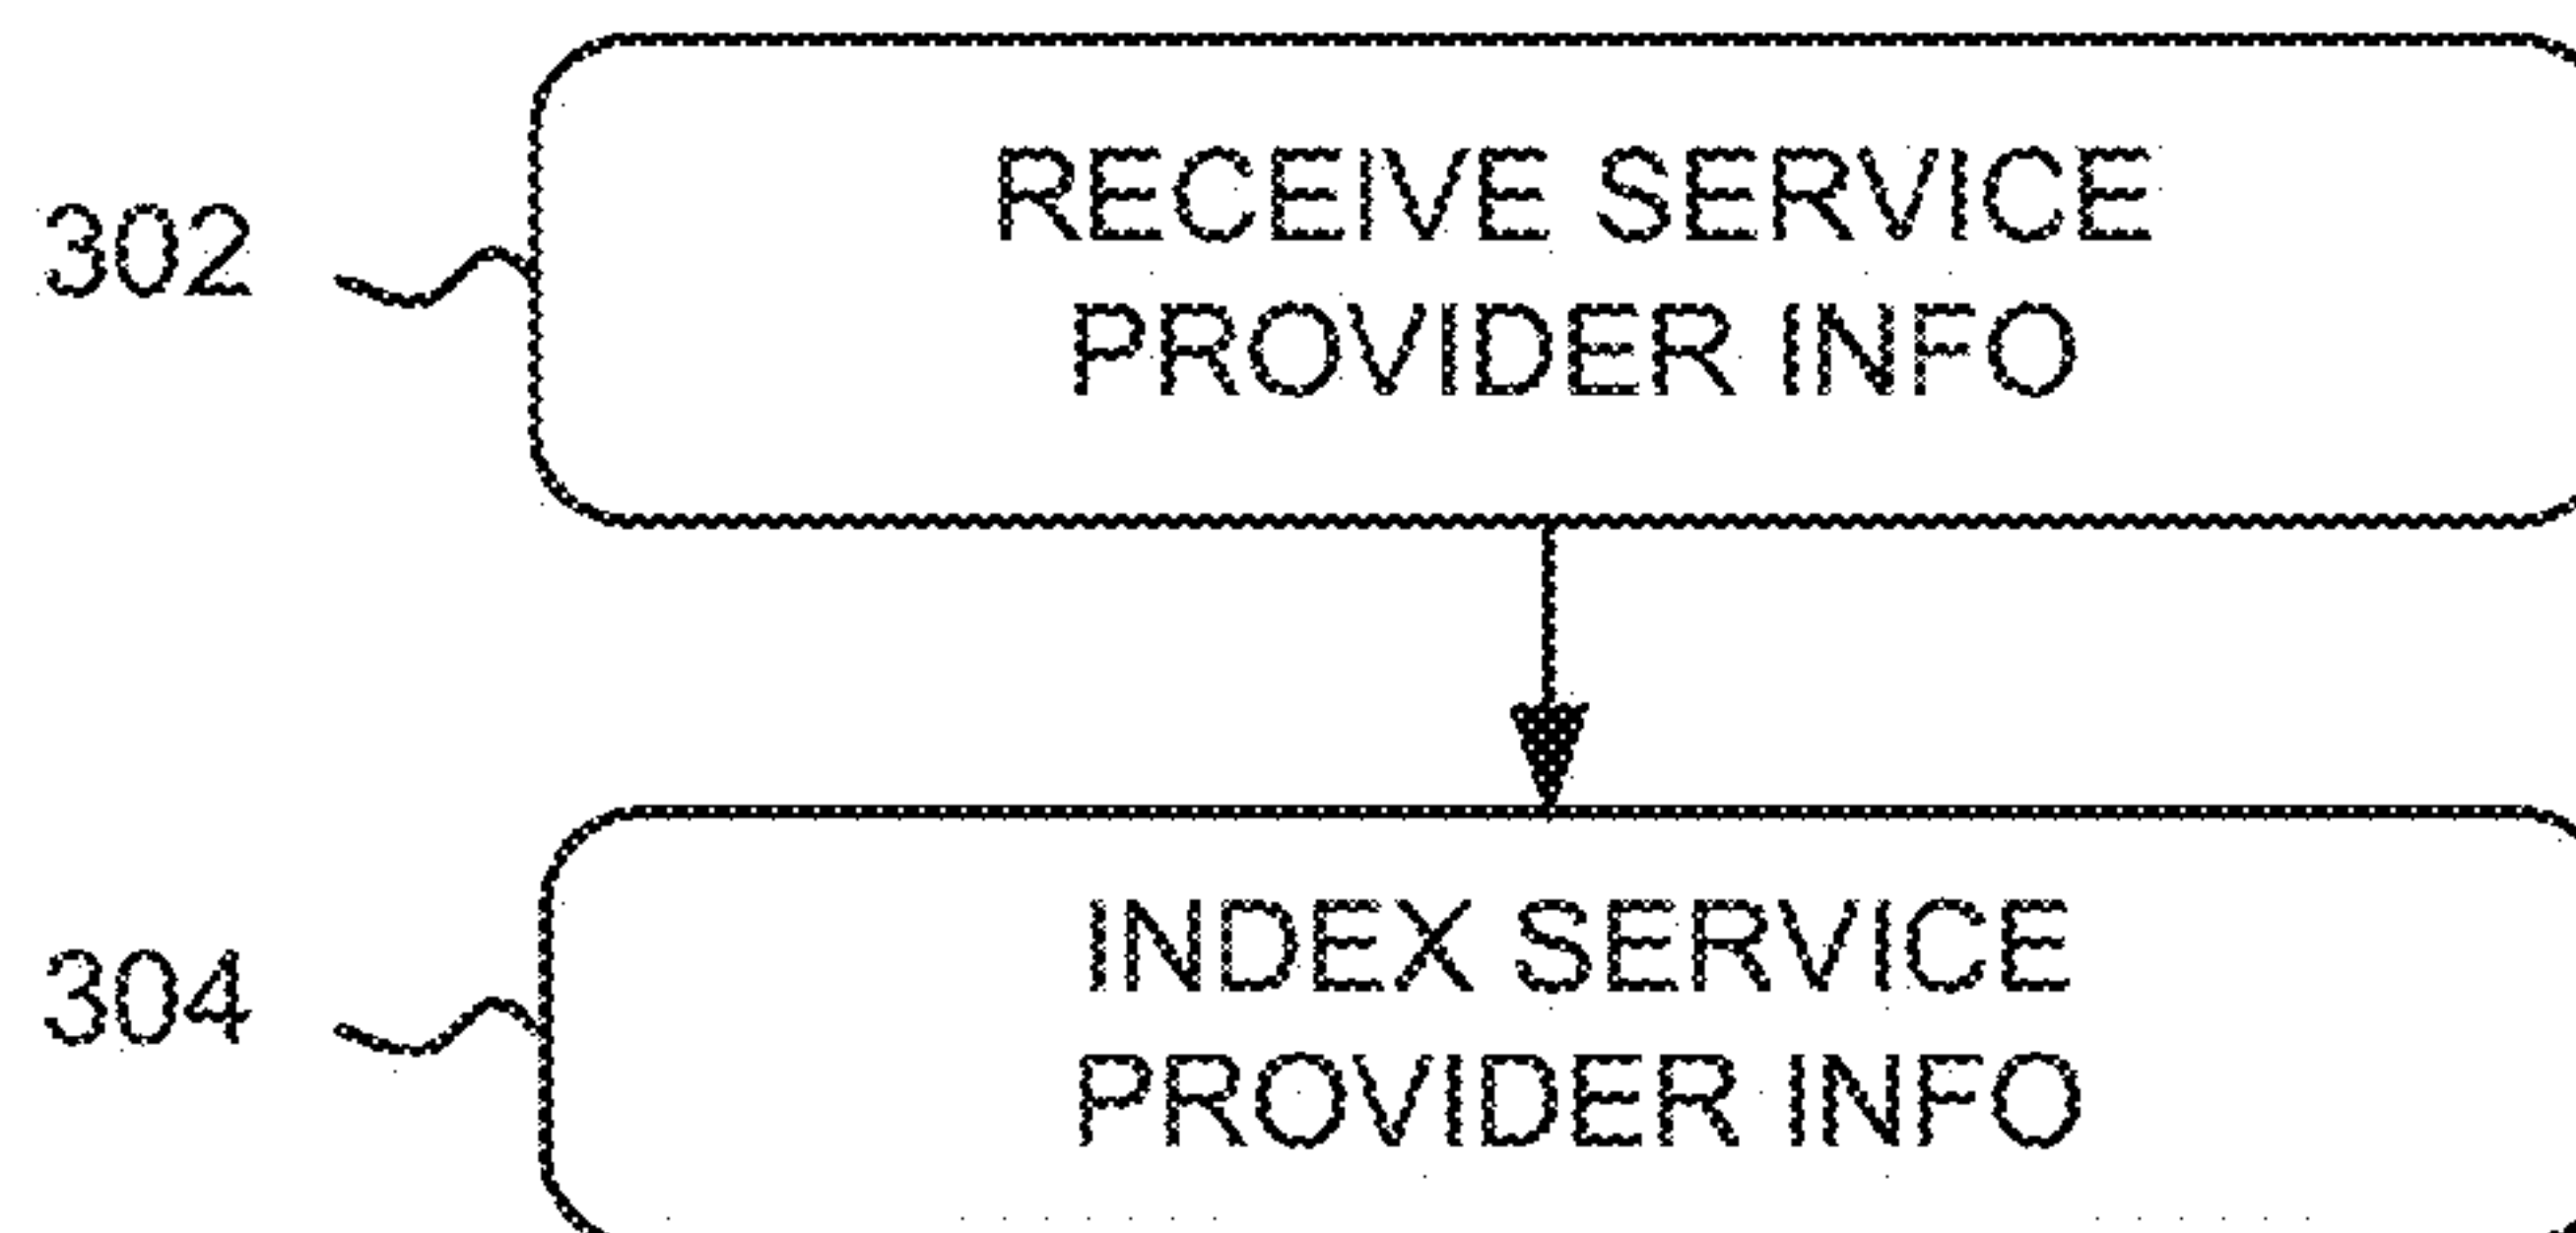 302
RECEIVE SERVICE
PROVIDER INFO
304
INDEX SERVICE
PROVIDER INFO